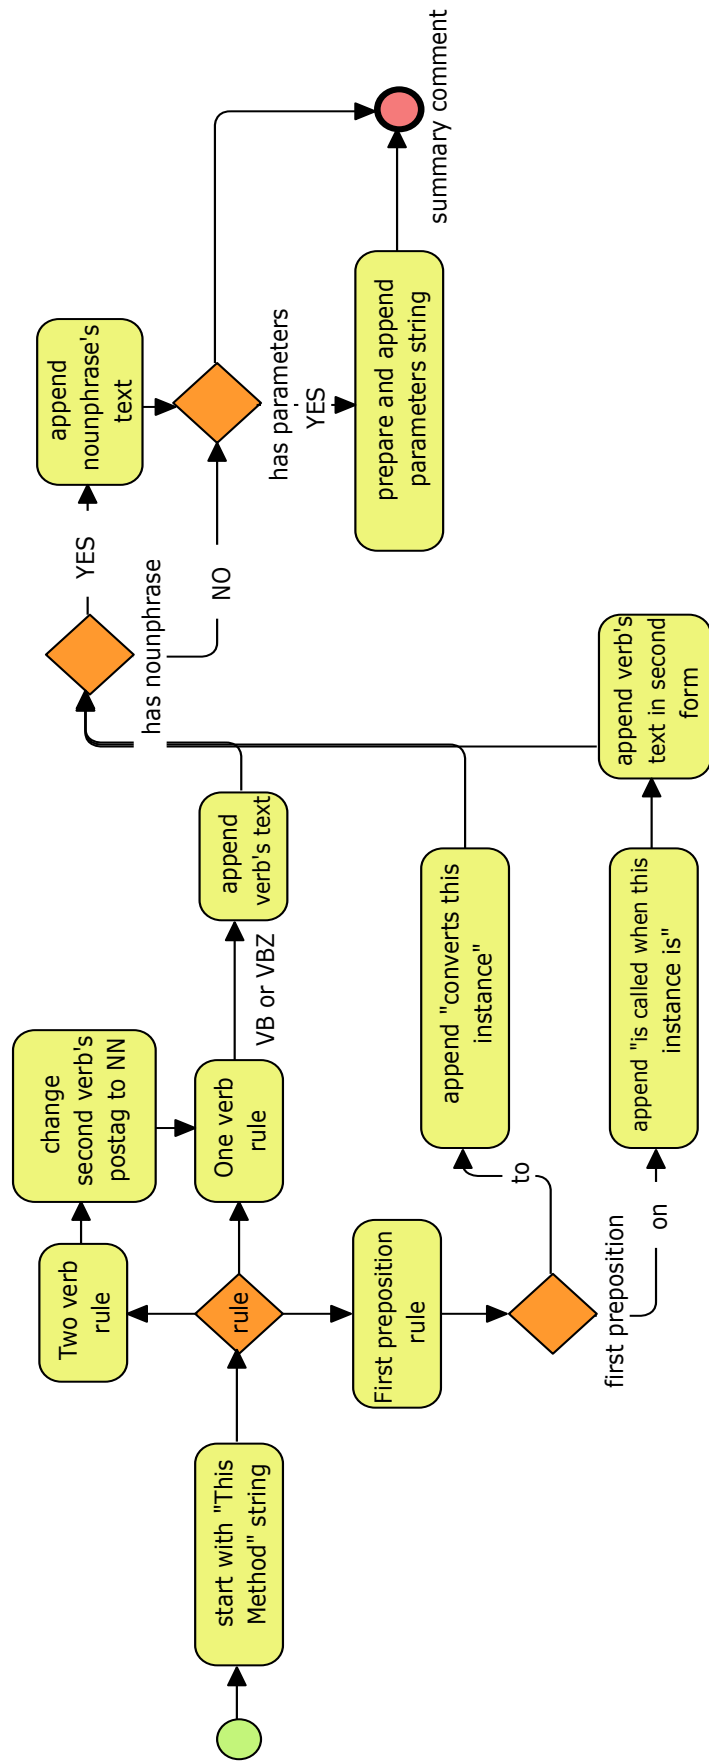 start with "This
Method" string
rule
Two verb
rule
change
second verb's
postag to NN
One verb
rule
VB or VBZ
append
verb's text
First preposition
rule
first preposition
to
append "converts this
instance"
on
append "is called when this
instance is"
append verb's
text in second
form
has nounphrase
YES
append
nounphrase's
text
NO
has parameters
YES
prepare and append
parameters string
summary comment